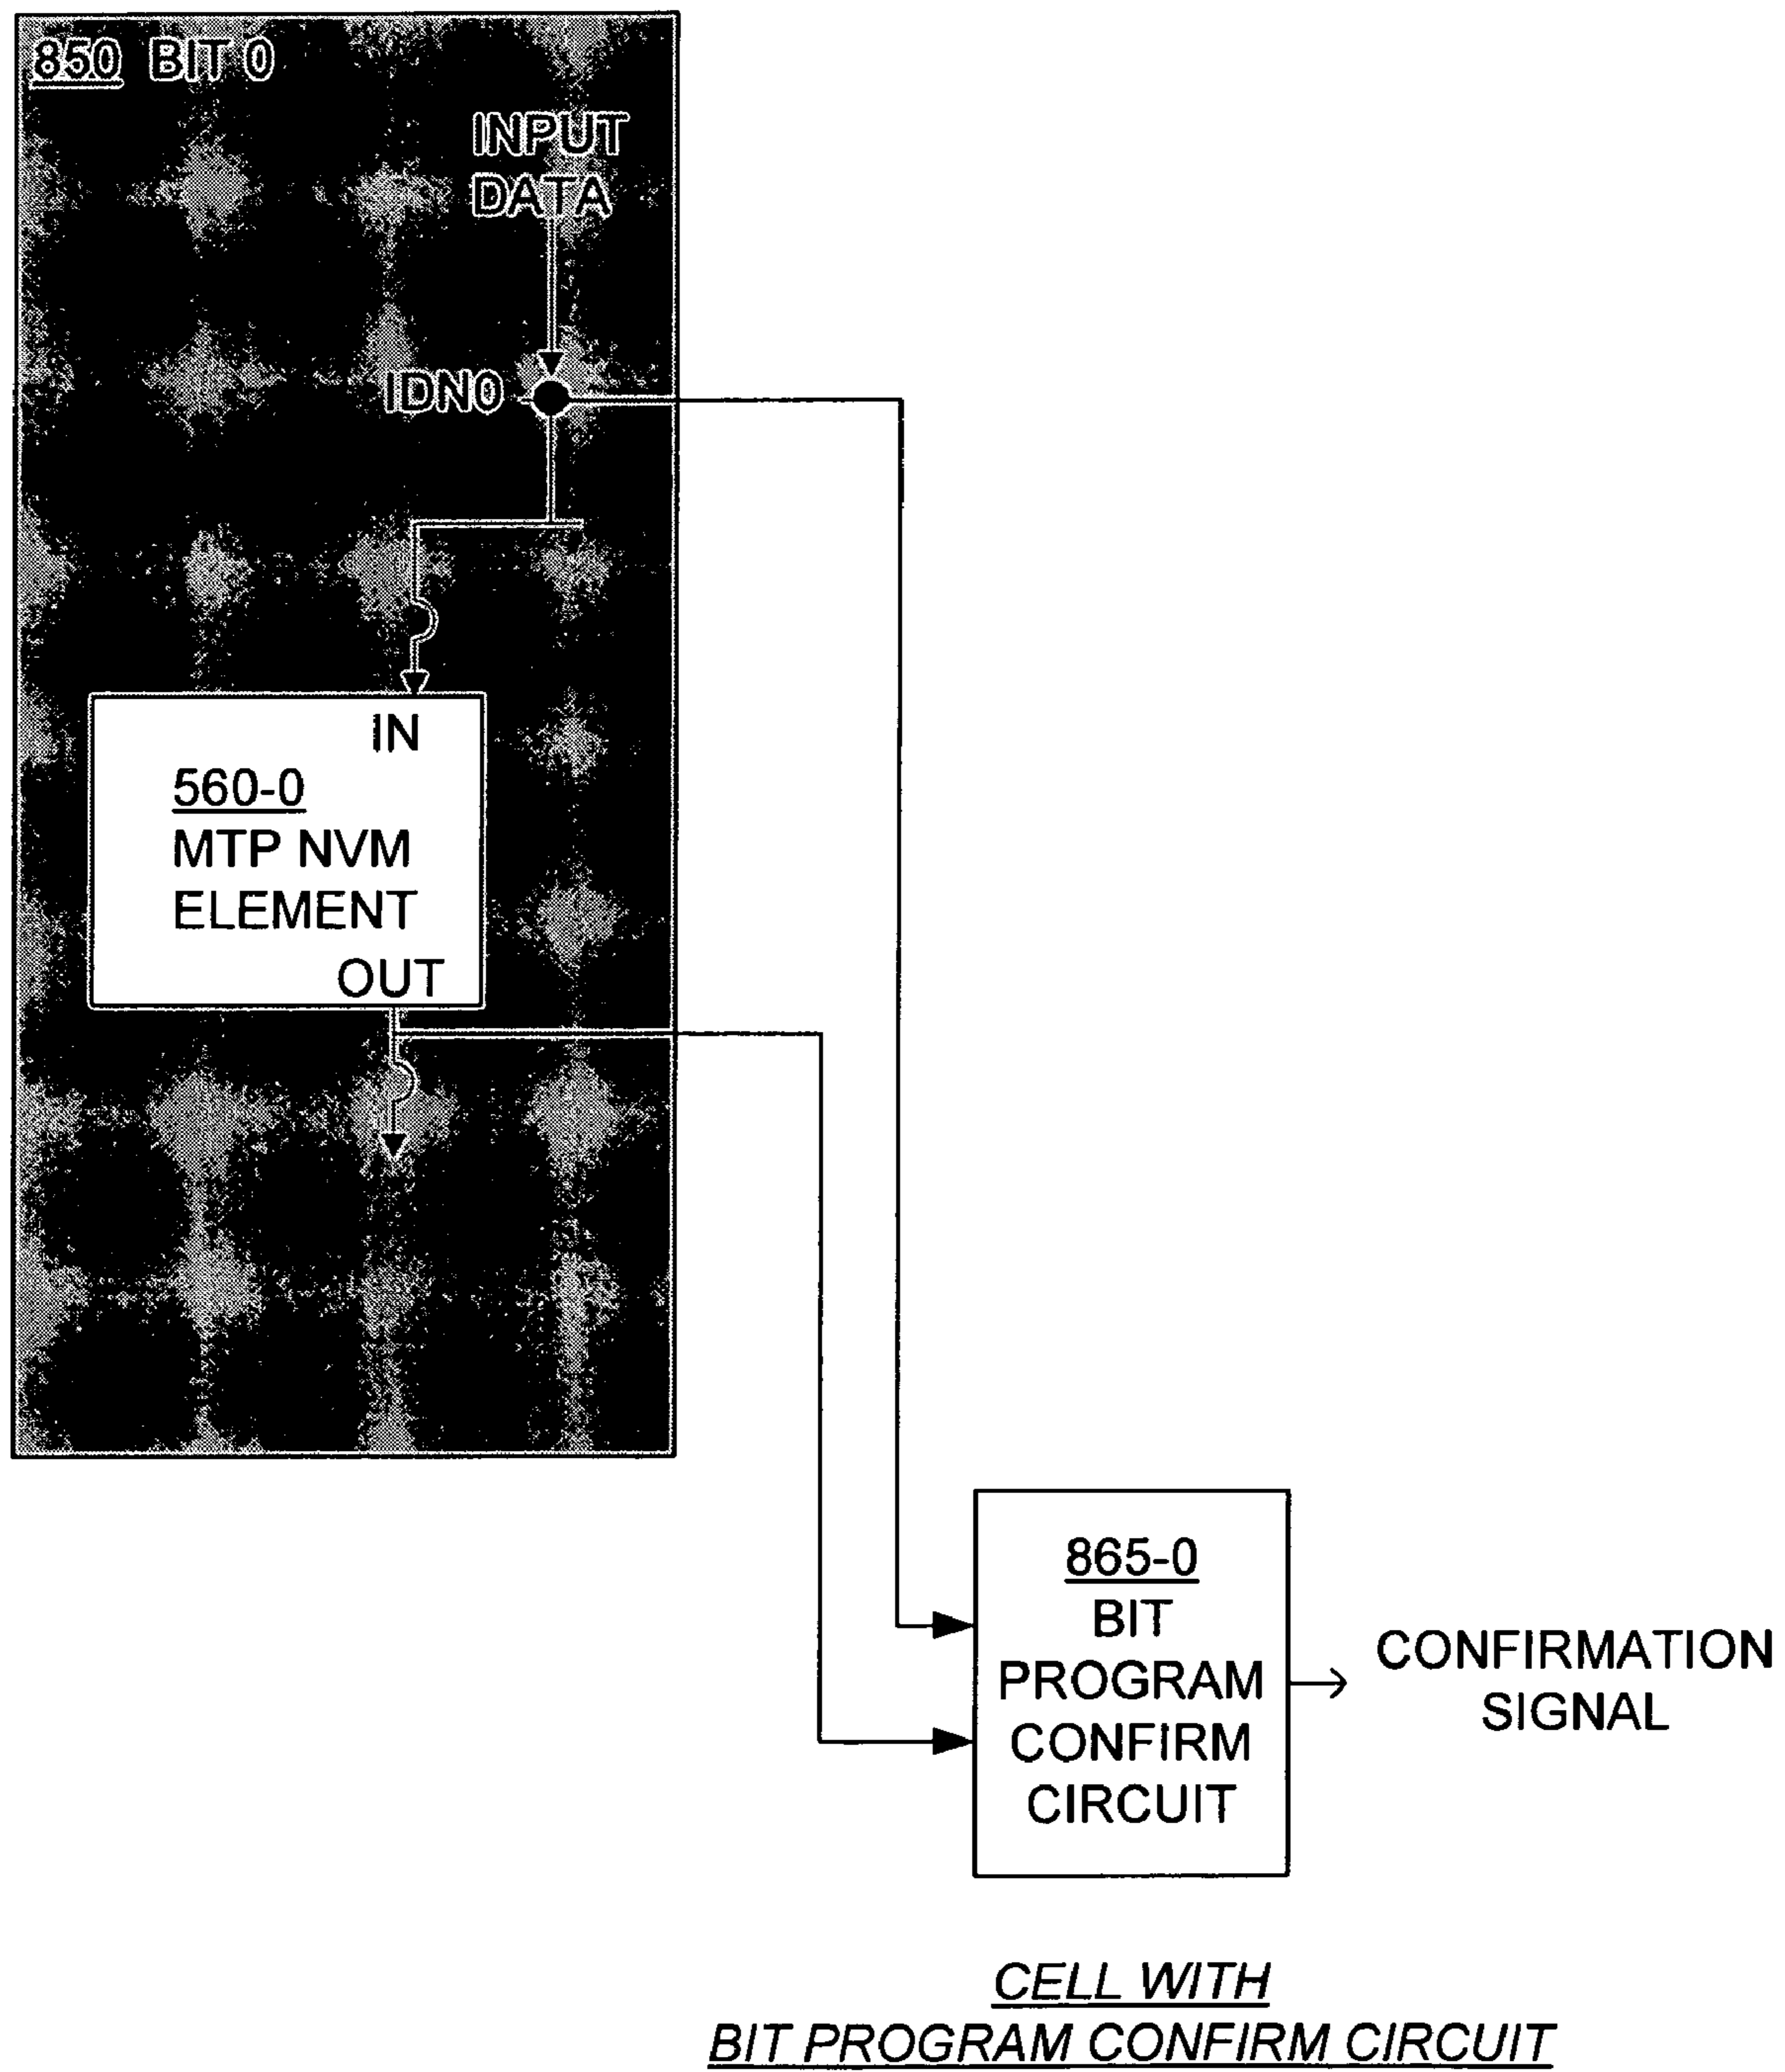 850 BIT 0
INPUT
DATA
IDN0
IN
560-0
MTP NVM
ELEMENT
OUT
865-0
BIT
PROGRAM
CONFIRM
CIRCUIT
CONFIRMATION
SIGNAL
CELL WITH
BIT PROGRAM CONFIRM CIRCUIT